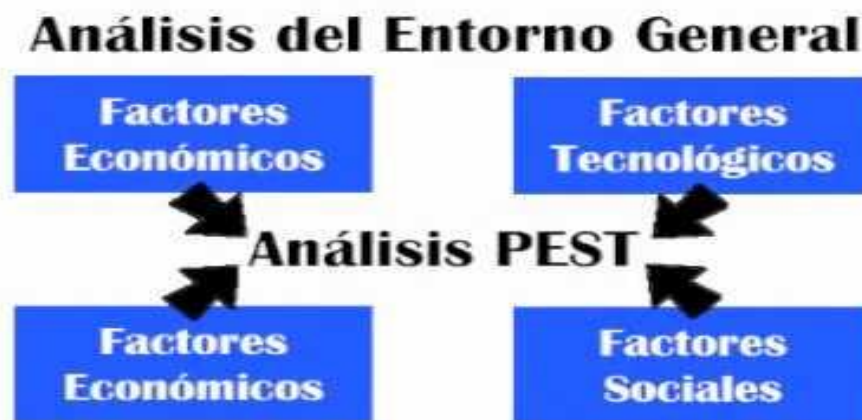 Análisis del Entorno General
Factores
Económicos
Factores
Tecnológicos
Análisis PEST
Factores
Económicos
Factores
Sociales